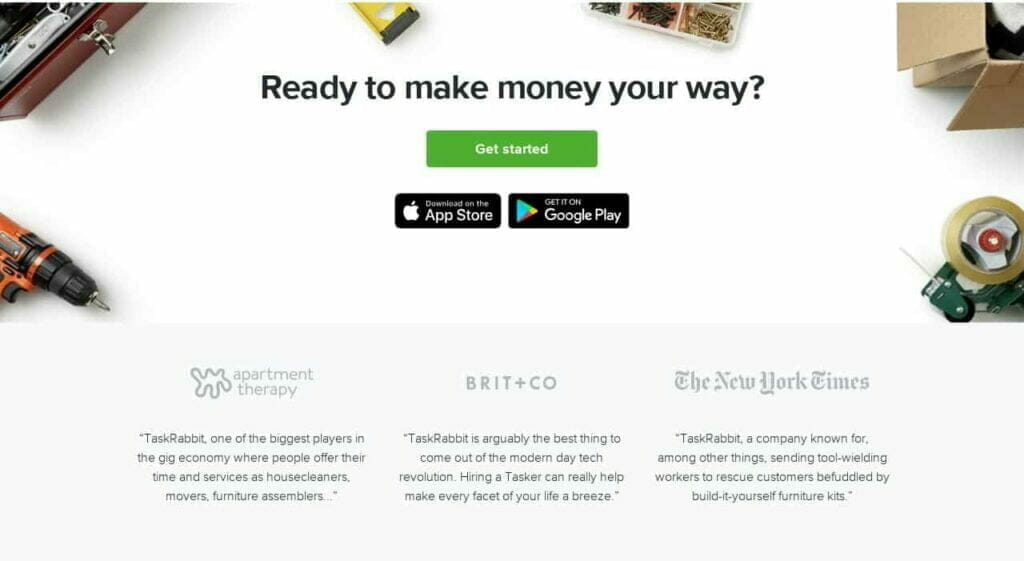 Ready to make money your way?
Get started
Download on the
App Store
GET IT ON
Google Play
apartment
therapy
BRIT+CO
The New York Times
“TaskRabbit, one of the biggest players in
the gig economy where people offer their
time and services as housecleaners,
movers, furniture assemblers...”
“TaskRabbit is arguably the best thing to
come out of the modern day tech
revolution. Hiring a Tasker can really help
make every facet of your life a breeze.”
“TaskRabbit, a company known for,
among other things, sending tool-wielding
workers to rescue customers befuddled by
build-it-yourself furniture kits.”